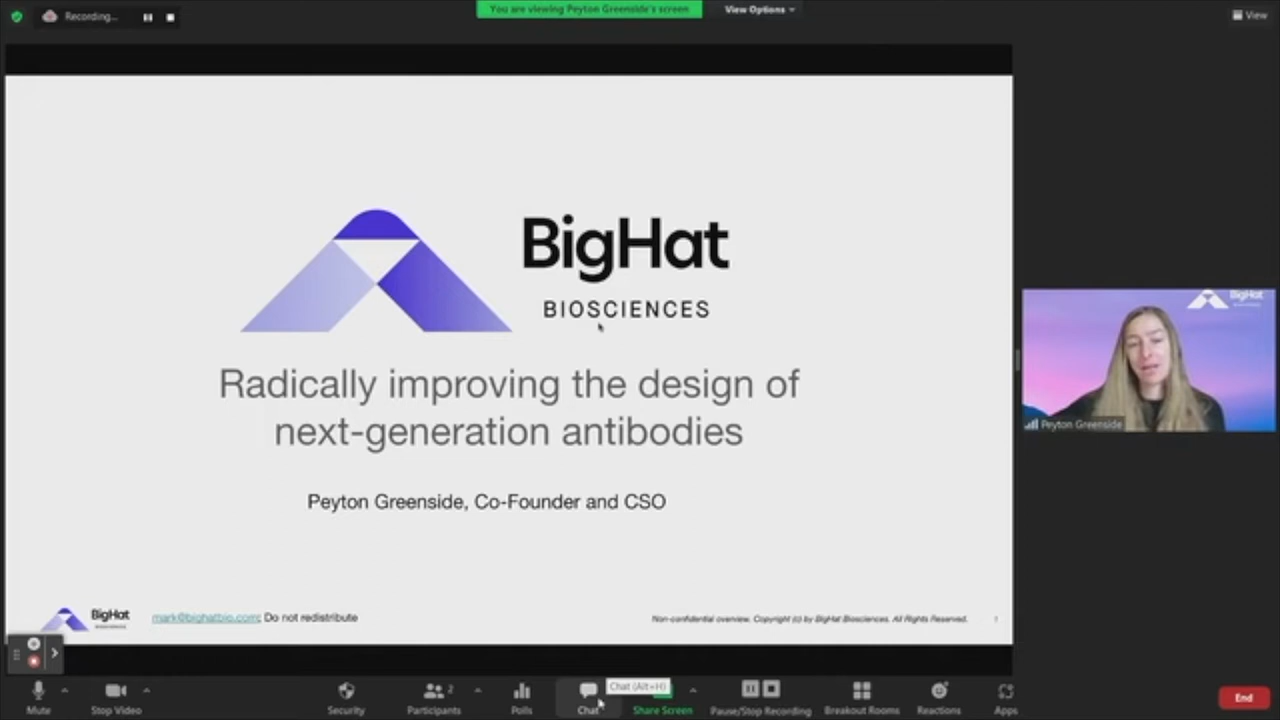 Recording...
You are viewing Peyton Greenside's screen
View Options
View
BigHat
BIOSCIENCES
Radically improving the design of
next-generation antibodies
Peyton Greenside, Co-Founder and CSO
BigHat
BIOSCIENCES
mark@bighatbio.com; Do not redistribute
Non-confidential overview. Copyright (c) by BigHat Biosciences. All Rights Reserved.
1
BigHat
Peyton Greenside
Mute
Stop Video
Security
Participants
2
Polls
Chat
Chat (Alt+H)
Share Screen
Pause/Stop Recording
Breakout Rooms
Reactions
Apps
End